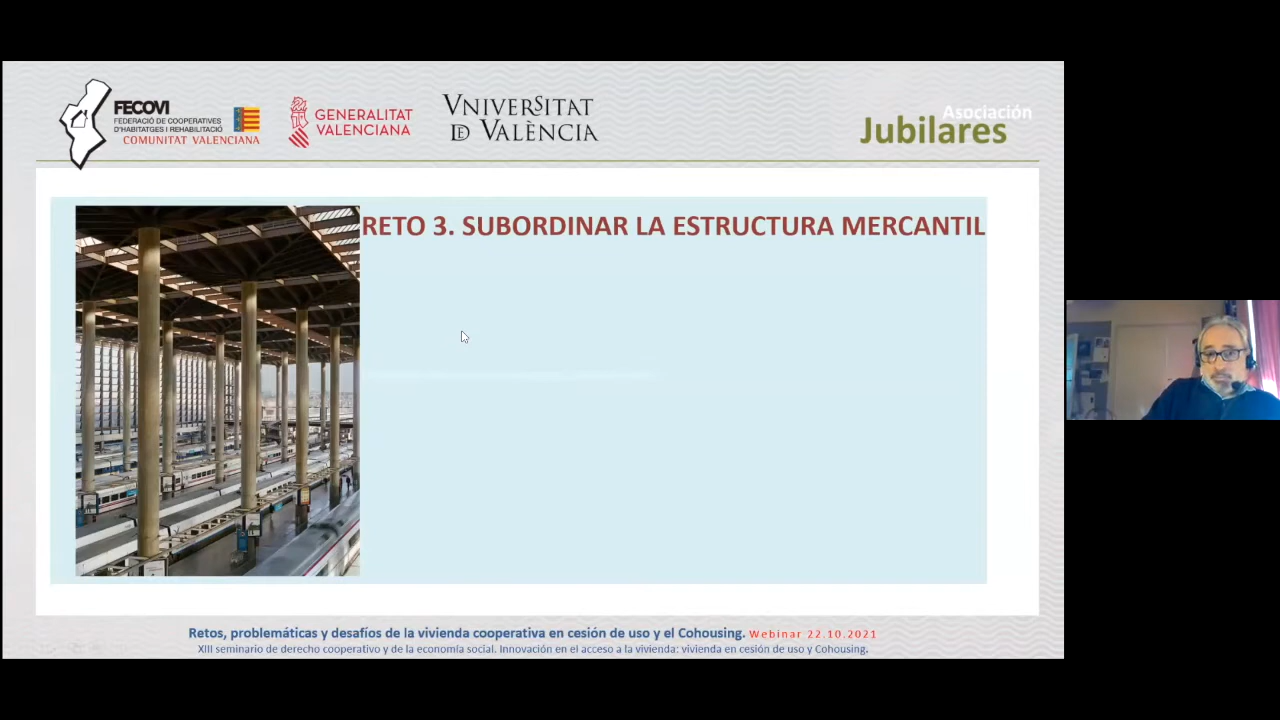 FECOVI
FEDERACIÓ DE COOPERATIVES
D'HABITATGES I REHABILITACIÓ
COMUNITAT VALENCIANA
GENERALITAT
VALENCIANA
VNIVERSITAT
DE VALÈNCIA
Asociación
Jubilares
RETO 3. SUBORDINAR LA ESTRUCTURA MERCANTIL
Retos, problemáticas y desafíos de la vivienda cooperativa en cesión de uso y el Cohousing. Webinar 22.10.2021
XIII seminario de derecho cooperativo y de la economía social. Innovación en el acceso a la vivienda: vivienda en cesión de uso y Cohousing.